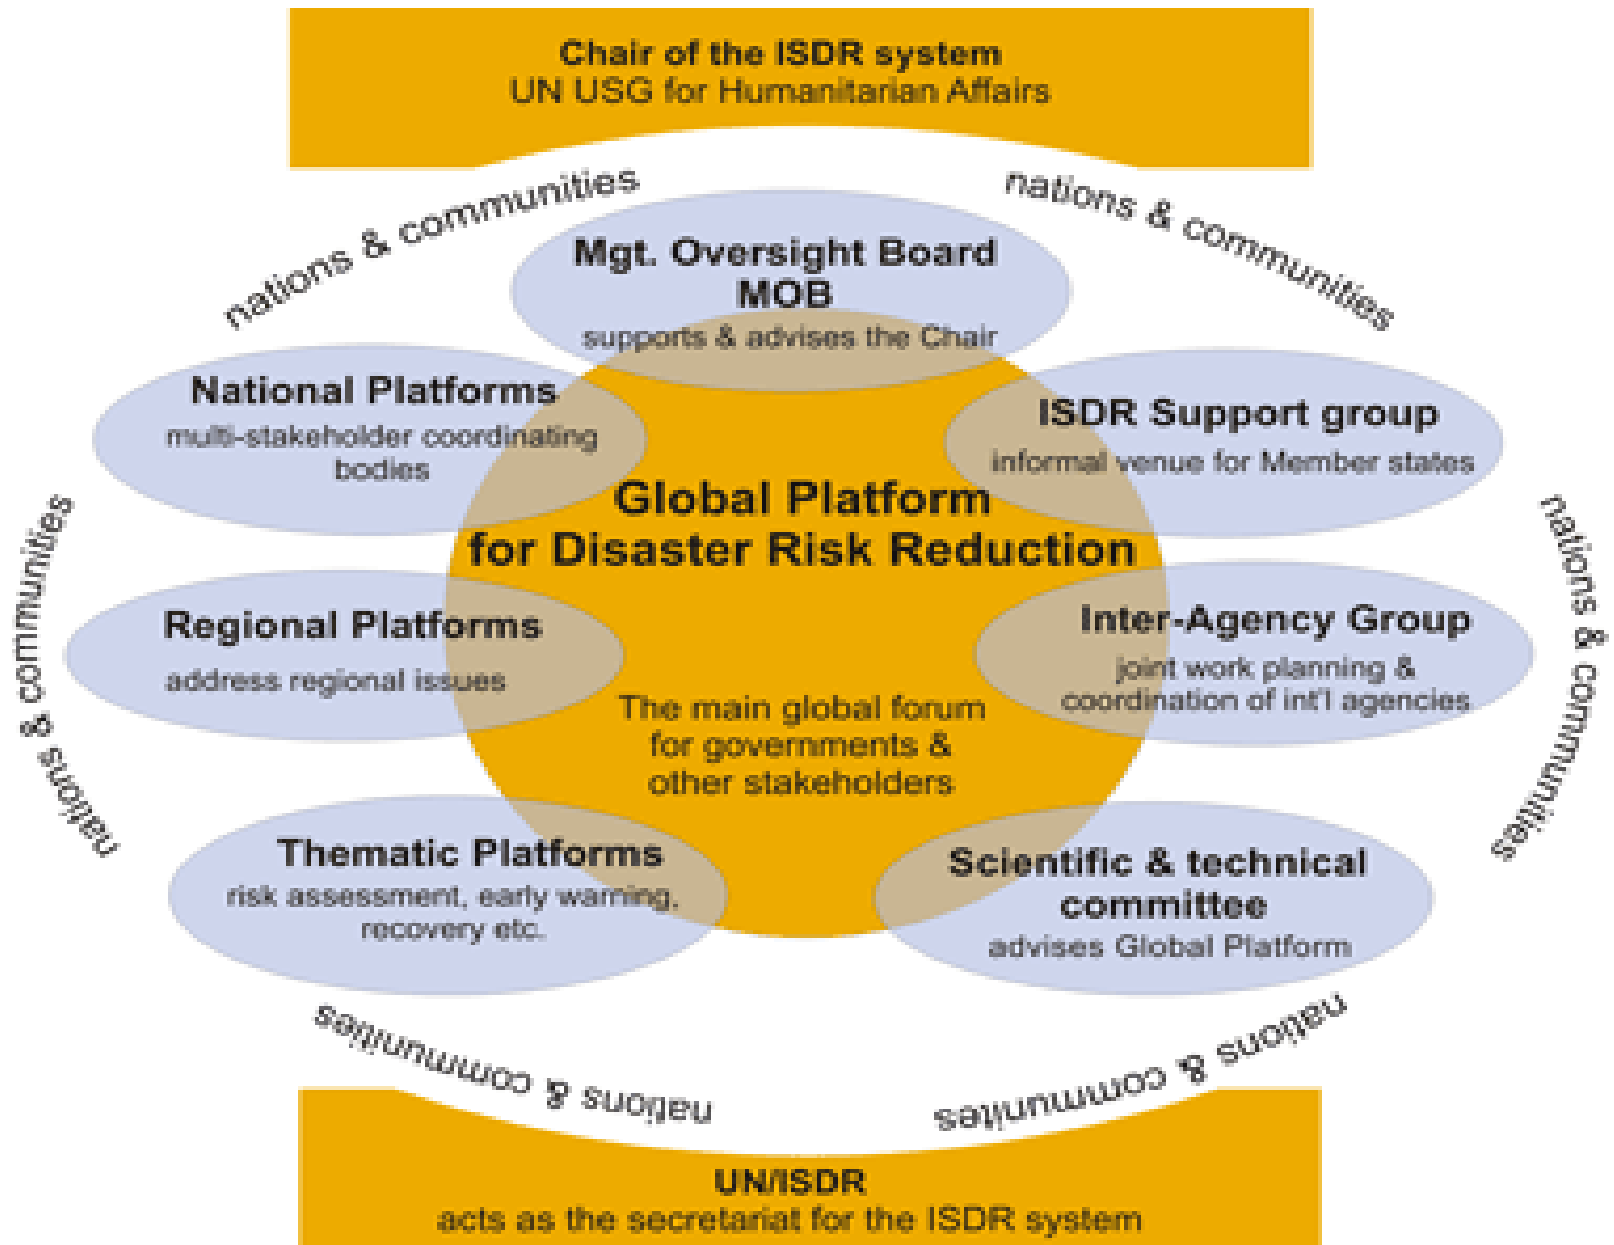 Chair of the ISDR system
UN USG for Humanitarian Affairs
nations & communities
nations & communities
Mgt. Oversight Board
MOB
supports & advises the Chair
National Platforms
multi-stakeholder coordinating
bodies
ISDR Support group
informal venue for Member states
Global Platform
for Disaster Risk Reduction
nations & communities
nations & communities
Regional Platforms
address regional issues
Inter-Agency Group
joint work planning &
coordination of int'l agencies
The main global forum
for governments &
other stakeholders
nations & communities
Thematic Platforms
risk assessment, early warning,
recovery etc.
Scientific & technical
committee
advises Global Platform
nations & communities
nations & communites
UN/ISDR
acts as the secretariat for the ISDR system